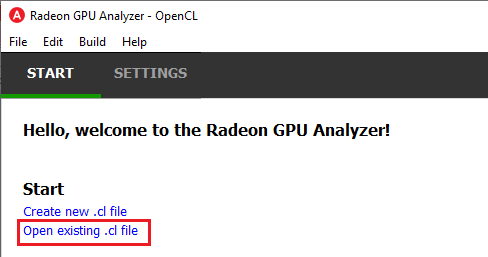 A Radeon GPU Analyzer - OpenCL
File Edit Build Help
START SETTINGS
Hello, welcome to the Radeon GPU Analyzer!
Start
Create new .cl file
Open existing .cl file